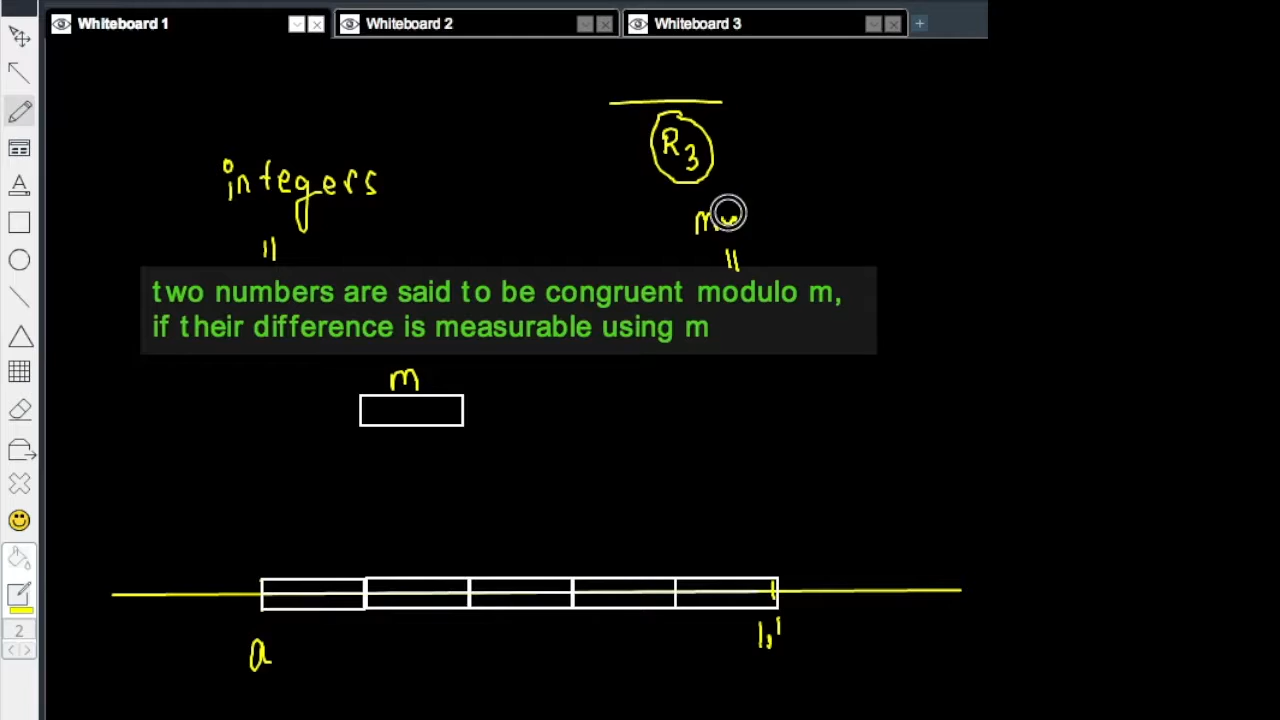 Whiteboard 1
Whiteboard 2
Whiteboard 3
R3
integers
two numbers are said to be congruent modulo m,
if their difference is measurable using m
m
a
2